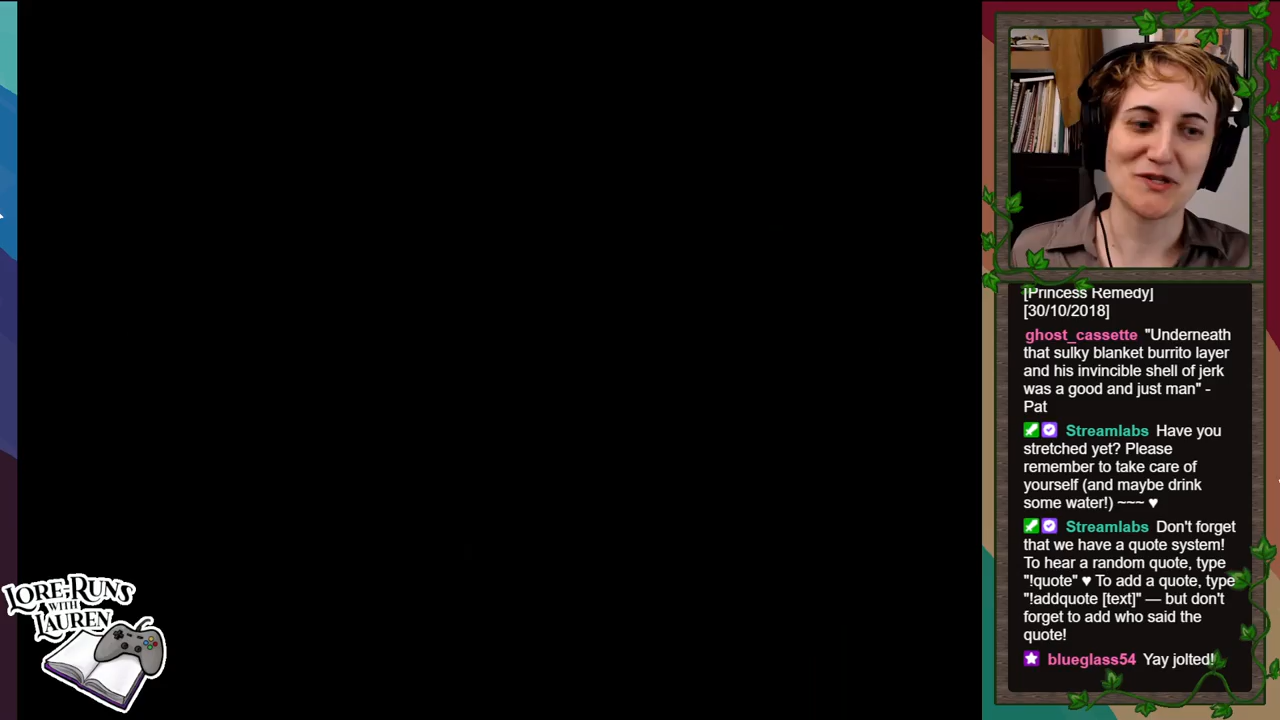 [Princess Remedy]
[30/10/2018]
ghost_cassette "Underneath
that sulky blanket burrito layer
and his invincible shell of jerk
was a good and just man" -
Pat
Streamlabs Have you
stretched yet? Please
remember to take care of
yourself (and maybe drink
some water!) ~~~ ♥
Streamlabs Don't forget
that we have a quote system!
To hear a random quote, type
"!quote" ♥ To add a quote, type
"!addquote [text]" — but don't
forget to add who said the
quote!
blueglass54 Yay jolted!
LORE-RUNS
WITH
LAUREN